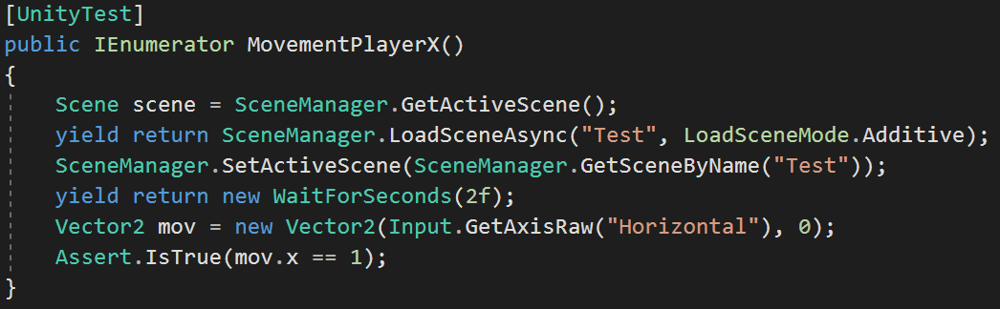 [UnityTest]
public IEnumerator MovementPlayerX()
{
    Scene scene = SceneManager.GetActiveScene();
    yield return SceneManager.LoadSceneAsync("Test", LoadSceneMode.Additive);
    SceneManager.SetActiveScene(SceneManager.GetSceneByName("Test"));
    yield return new WaitForSeconds(2f);
    Vector2 mov = new Vector2(Input.GetAxisRaw("Horizontal"), 0);
    Assert.IsTrue(mov.x == 1);
}